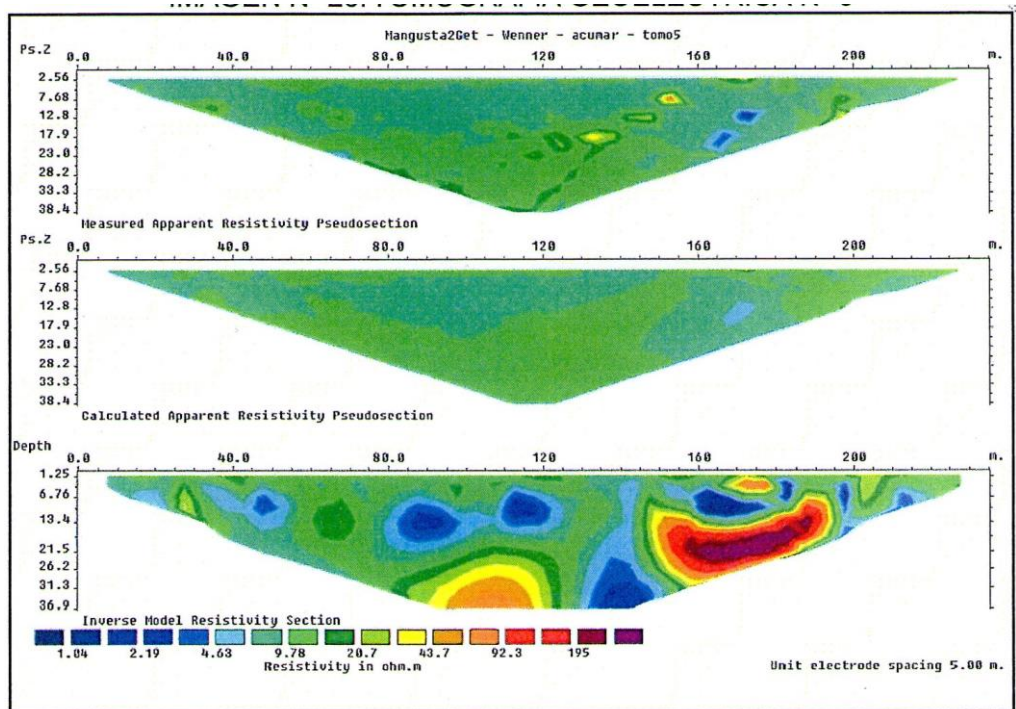 Mangusta2Get - Wenner - acumar - tomo5
Ps.Z 0.0 40.0 80.0 120 160 200 m.
2.56
7.68
12.8
17.9
23.0
28.2
33.3
38.4
Measured Apparent Resistivity Pseudosection
Ps.Z 0.0 40.0 80.0 120 160 200 m.
2.56
7.68
12.8
17.9
23.0
28.2
33.3
38.4
Calculated Apparent Resistivity Pseudosection
Depth 0.0 40.0 80.0 120 160 200 m.
1.25
6.76
13.4
21.5
26.2
31.3
36.9
Inverse Model Resistivity Section
1.04 2.19 4.63 9.78 20.7 43.7 92.3 195
Resistivity in ohm.m
Unit electrode spacing 5.00 m.